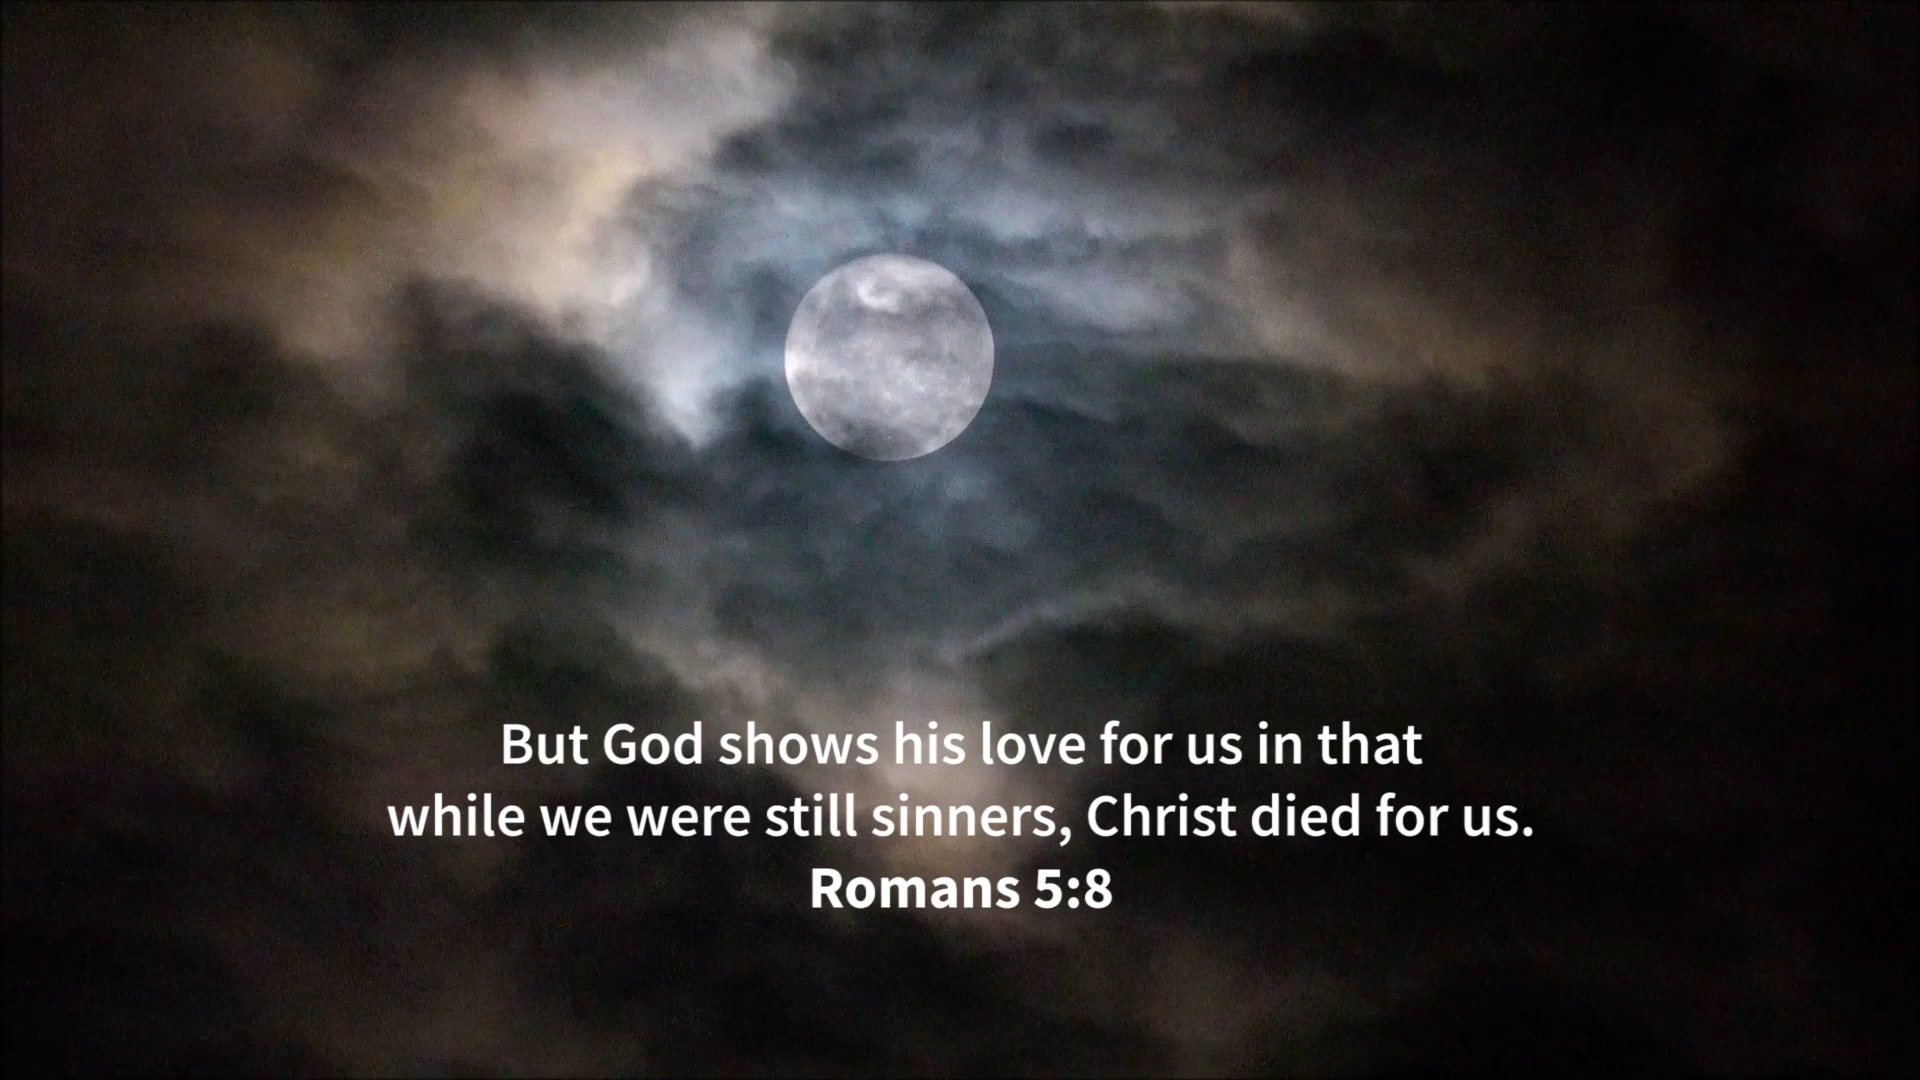 But God shows his love for us in that
while we were still sinners, Christ died for us.
Romans 5:8